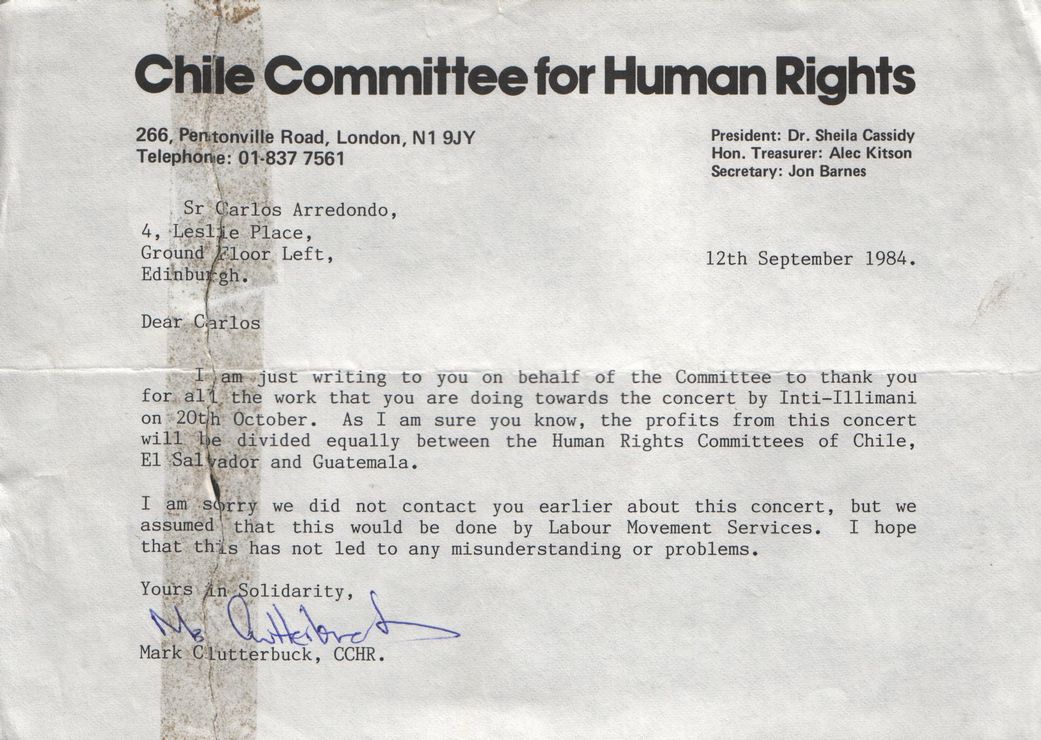 Chile Committee for Human Rights
266, Pentonville Road, London, N1 9JY
Telephone: 01-837 7561
President: Dr. Sheila Cassidy
Hon. Treasurer: Alec Kitson
Secretary: Jon Barnes
Sr Carlos Arredondo,
4, Leslie Place,
Ground Floor Left,
Edinburgh.
12th September 1984.
Dear Carlos
I am just writing to you on behalf of the Committee to thank you
for all the work that you are doing towards the concert by Inti-Illimani
on 20th October. As I am sure you know, the profits from this concert
will be divided equally between the Human Rights Committees of Chile,
El Salvador and Guatemala.
I am sorry we did not contact you earlier about this concert, but we
assumed that this would be done by Labour Movement Services. I hope
that this has not led to any misunderstanding or problems.
Yours in Solidarity,
Mark Clutterbuck, CCHR.